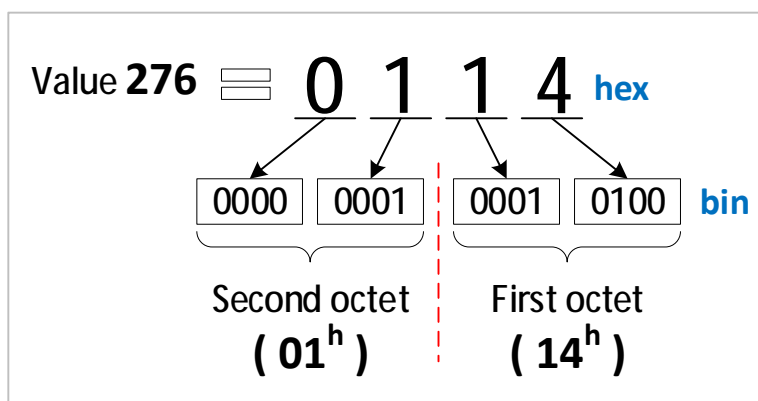 Value 276 = 0 1 1 4 hex
0000 0001 0001 0100 bin
Second octet First octet
( 01h ) ( 14h )